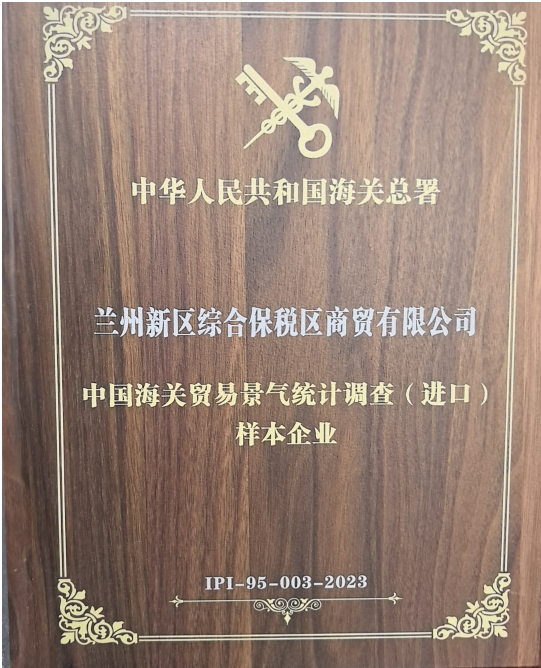 中华人民共和国海关总署
兰州新区综合保税区商贸有限公司
中国海关贸易景气统计调查（进口）
样本企业
IPI-95-003-2023